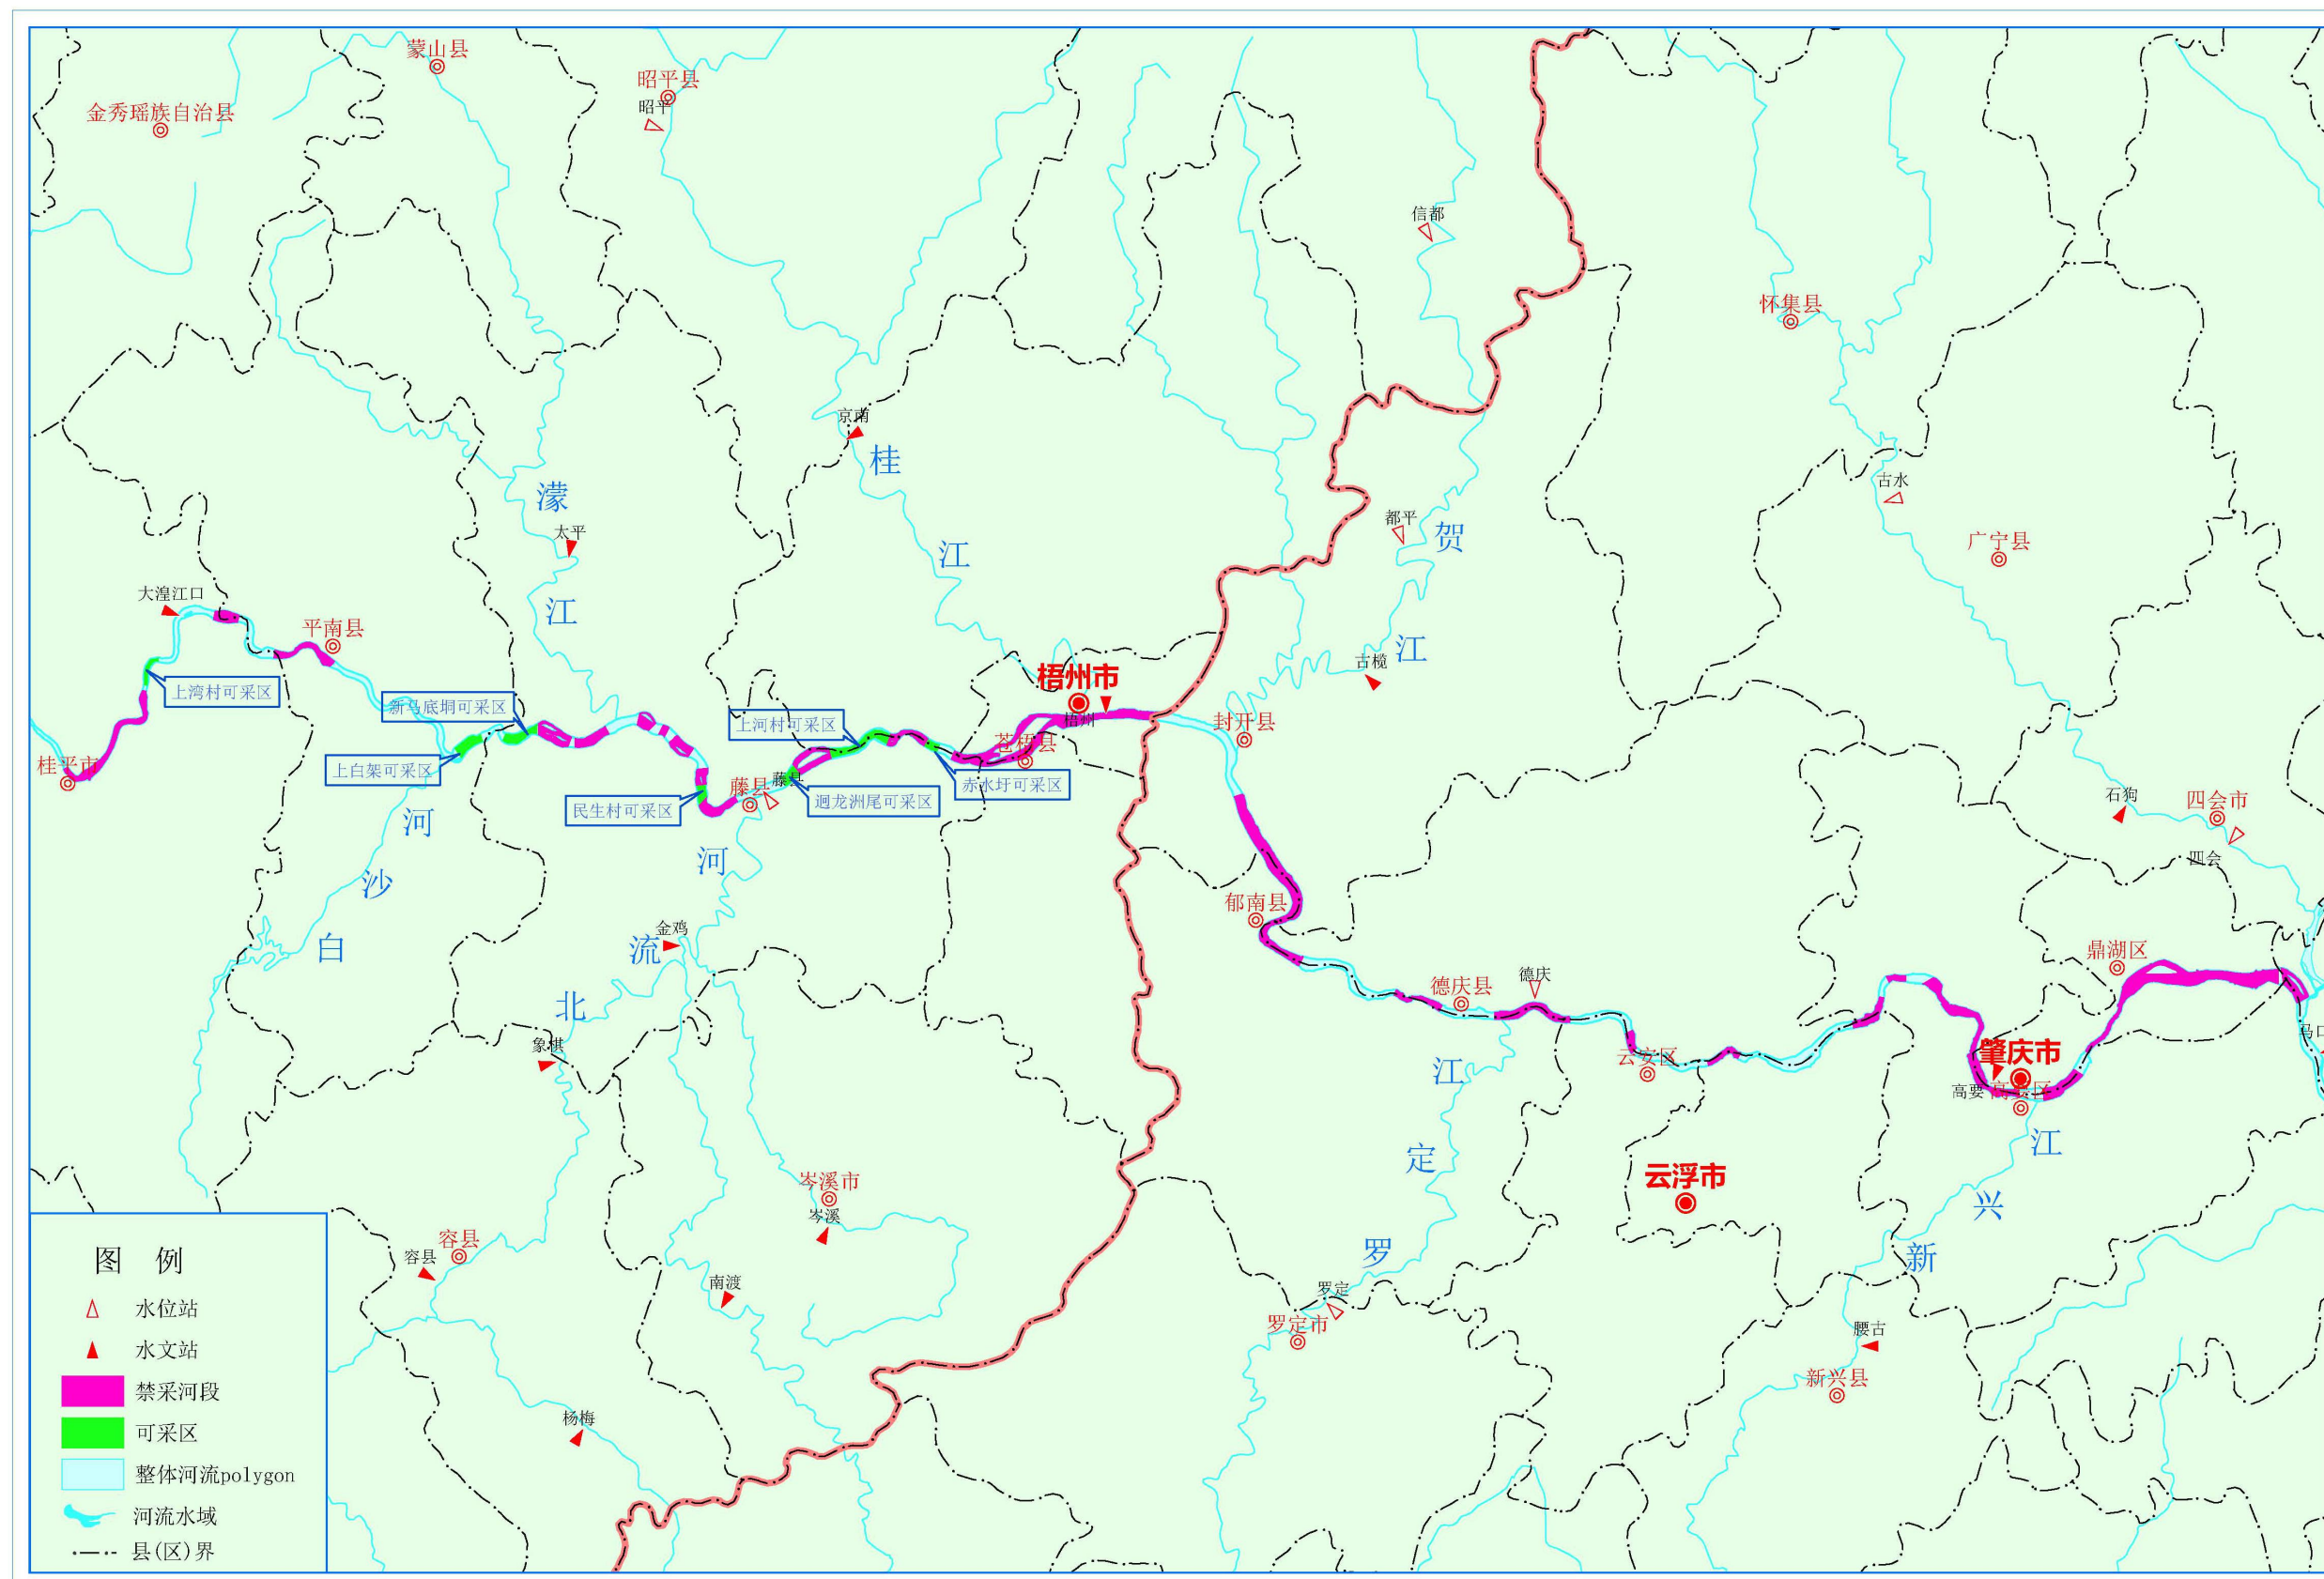 蒙山县
昭平县
昭平
金秀瑶族自治县
信都
怀集县
京南
桂
江
濛
江
太平
古水
都平
贺
江
广宁县
大湟江口
平南县
上湾村可采区
新马底垌可采区
上白架可采区
民生村可采区
上河村可采区
迥龙洲尾可采区
赤水圩可采区
梧州市
梧州
苍梧县
古榄
封开县
桂平市
藤县
藤县
石狗
四会市
四会
河
沙
白
河
流
北
金鸡
象棋
郁南县
德庆县
德庆
鼎湖区
云安区
肇庆市
高要
高要区
马口
江
定
罗
云浮市
江
兴
新
岑溪市
岑溪
容县
容县
南渡
罗定
罗定市
腰古
新兴县
杨梅
图 例
水位站
水文站
禁采河段
可采区
整体河流polygon
河流水域
县(区)界